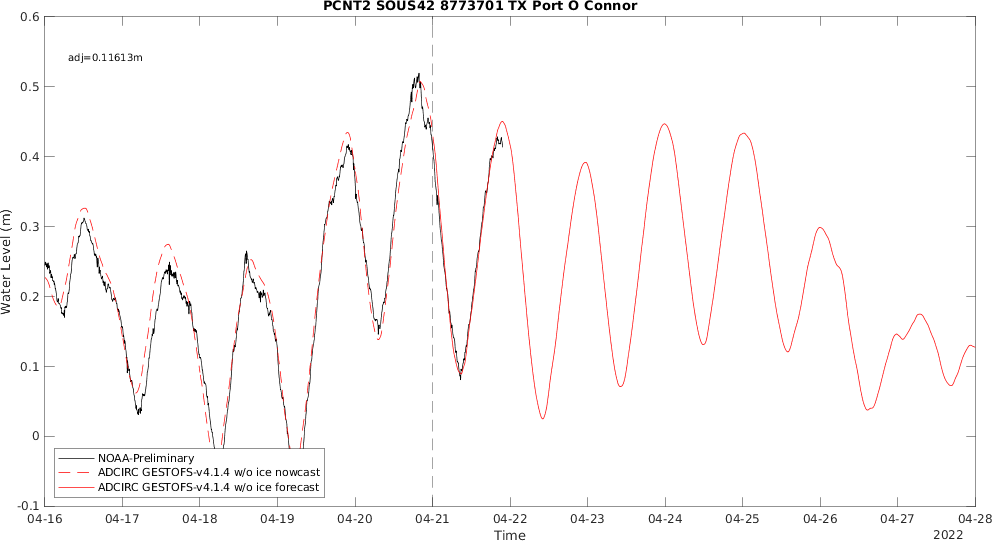 PCNT2 SOUS42 8773701 TX Port O Connor
0.6
adj=0.11613m
0.5
0.4
0.3
0.2
0.1
0
-0.1
Water Level (m)
NOAA-Preliminary
ADCIRC GESTOFS-v4.1.4 w/o ice nowcast
ADCIRC GESTOFS-v4.1.4 w/o ice forecast
04-16 04-17 04-18 04-19 04-20 04-21 04-22 04-23 04-24 04-25 04-26 04-27 04-28
Time
2022